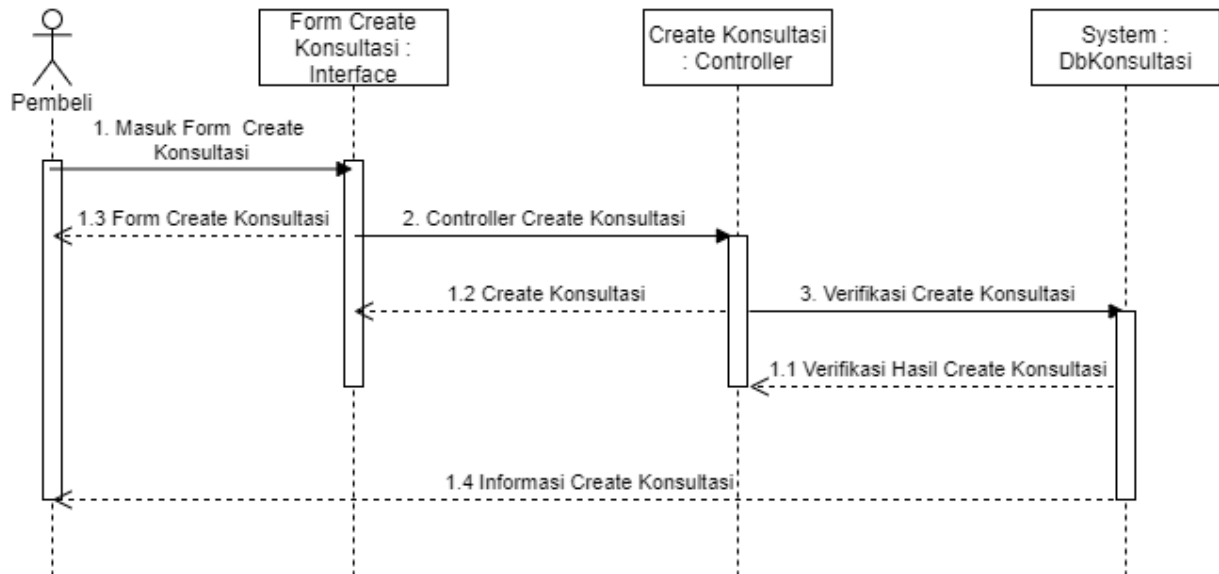 Form Create
Konsultasi :
Interface
Create Konsultasi
: Controller
System :
DbKonsultasi
Pembeli
1. Masuk Form Create
Konsultasi
1.3 Form Create Konsultasi
2. Controller Create Konsultasi
1.2 Create Konsultasi
3. Verifikasi Create Konsultasi
1.1 Verifikasi Hasil Create Konsultasi
1.4 Informasi Create Konsultasi